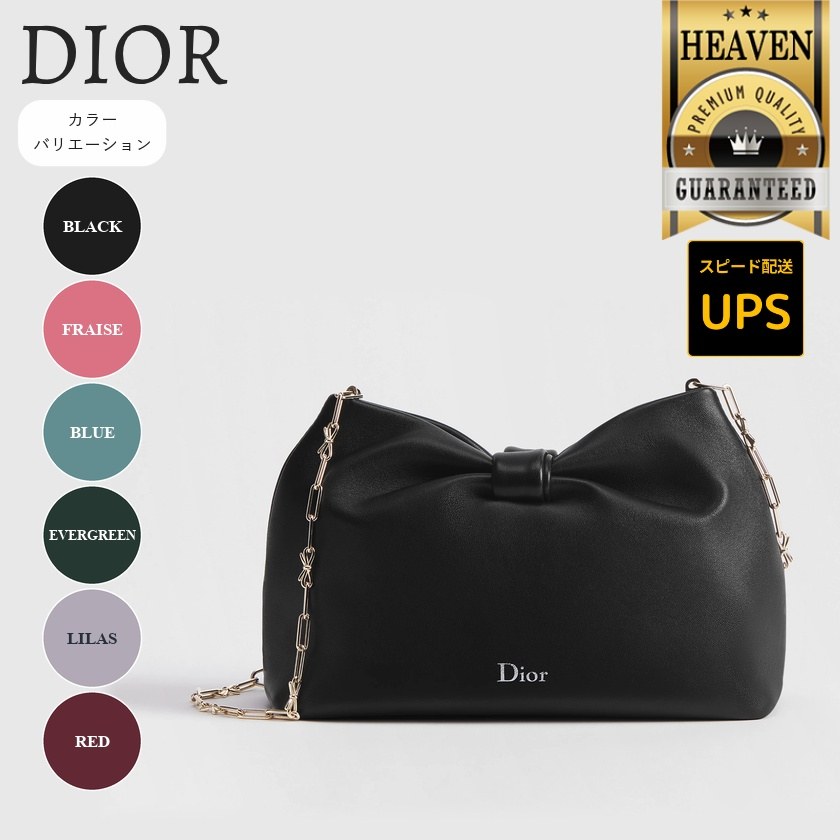 DIOR
カラー
バリエーション
BLACK
FRAISE
BLUE
EVERGREEN
LILAS
RED
HEAVEN
PREMIUM QUALITY
GUARANTEED
スピード配送
UPS
Dior